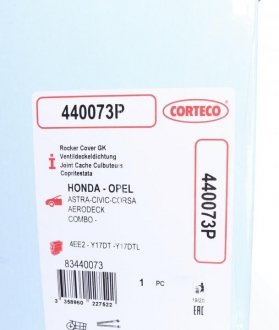 440073P
CORTECO
Rocker Cover GK
Ventildeckeldichtung
Joint Cache Culbuteurs
Copritestata
HONDA - OPEL
ASTRA-CIVIC-CORSA
AERODECK
COMBO -
4EE2 - Y17DT -Y17DTL
83440073
1 PC
3 358960 227522
EAC
440073P